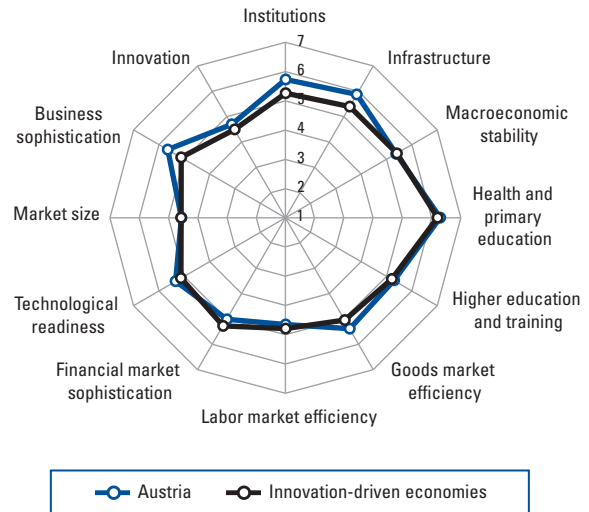 Institutions
7
6
5
4
3
2
1
Infrastructure
Macroeconomic
stability
Health and
primary
education
Higher education
and training
Goods market
efficiency
Labor market efficiency
Financial market
sophistication
Technological
readiness
Market size
Business
sophistication
Innovation
Austria
Innovation-driven economies